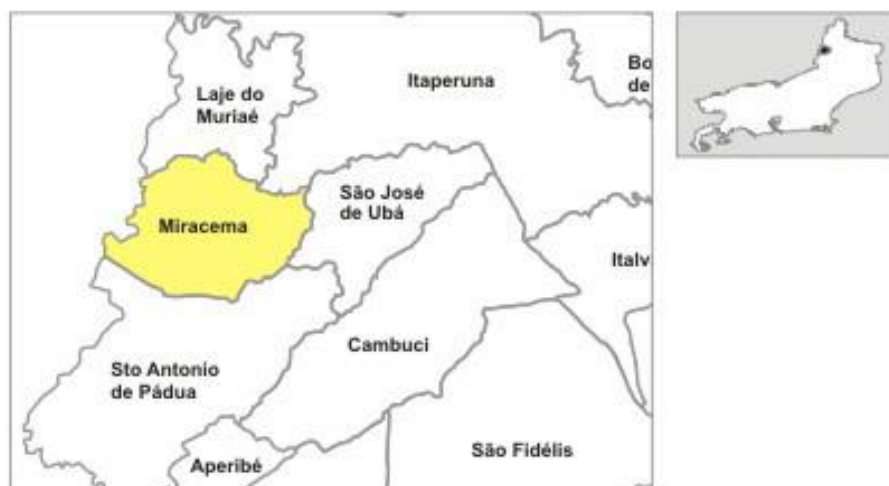 Bo
de
Itaperuna
Laje do
Muriaé
São José
de Ubá
Miracema
Italv
Cambuci
Sto Antonio
de Pádua
São Fidélis
Aperibé